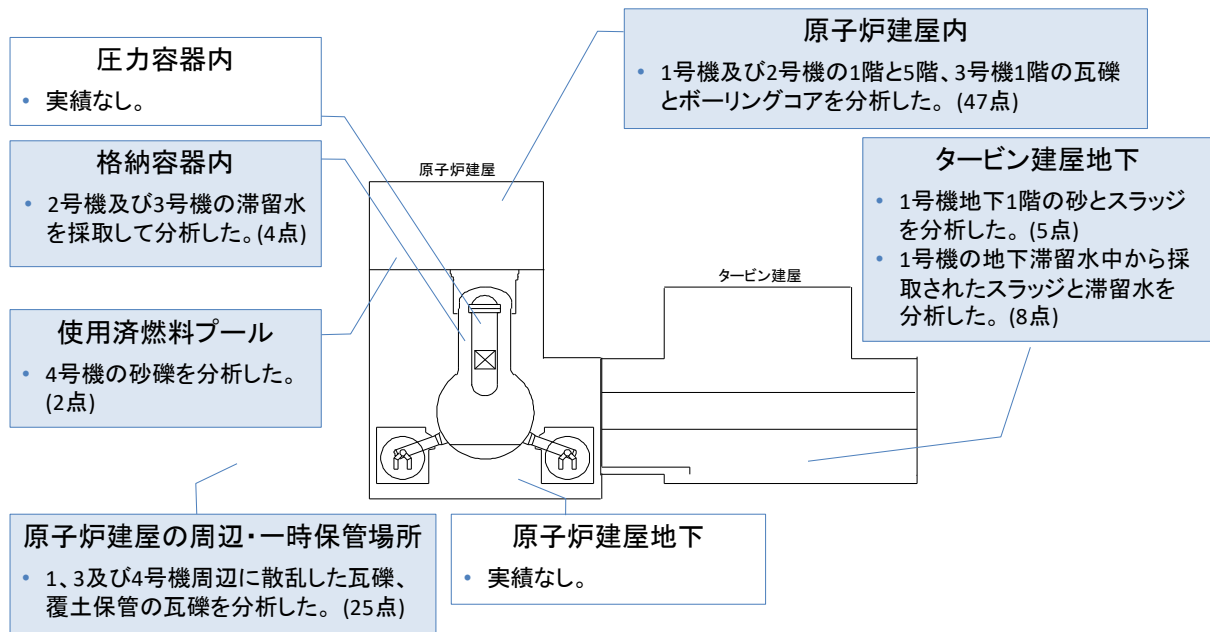 圧力容器内
• 実績なし。
格納容器内
• 2号機及び3号機の滞留水
を採取して分析した。(4点)
使用済燃料プール
• 4号機の砂礫を分析した。
(2点)
原子炉建屋の周辺・一時保管場所
• 1、3及び4号機周辺に散乱した瓦礫、
覆土保管の瓦礫を分析した。 (25点)
原子炉建屋
原子炉建屋内
• 1号機及び2号機の1階と5階、3号機1階の瓦礫
とボーリングコアを分析した。 (47点)
タービン建屋地下
• 1号機地下1階の砂とスラッジ
を分析した。 (5点)
• 1号機の地下滞留水中から採
取されたスラッジと滞留水を
分析した。 (8点)
タービン建屋
原子炉建屋地下
• 実績なし。